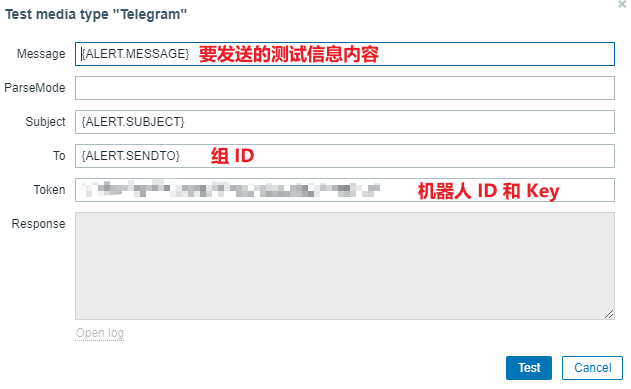 Test media type "Telegram"
Message {ALERT.MESSAGE} 要发送的测试信息内容
ParseMode
Subject {ALERT.SUBJECT}
To {ALERT.SENDTO} 组 ID
Token 机器人 ID 和 Key
Response
Open log
Test Cancel